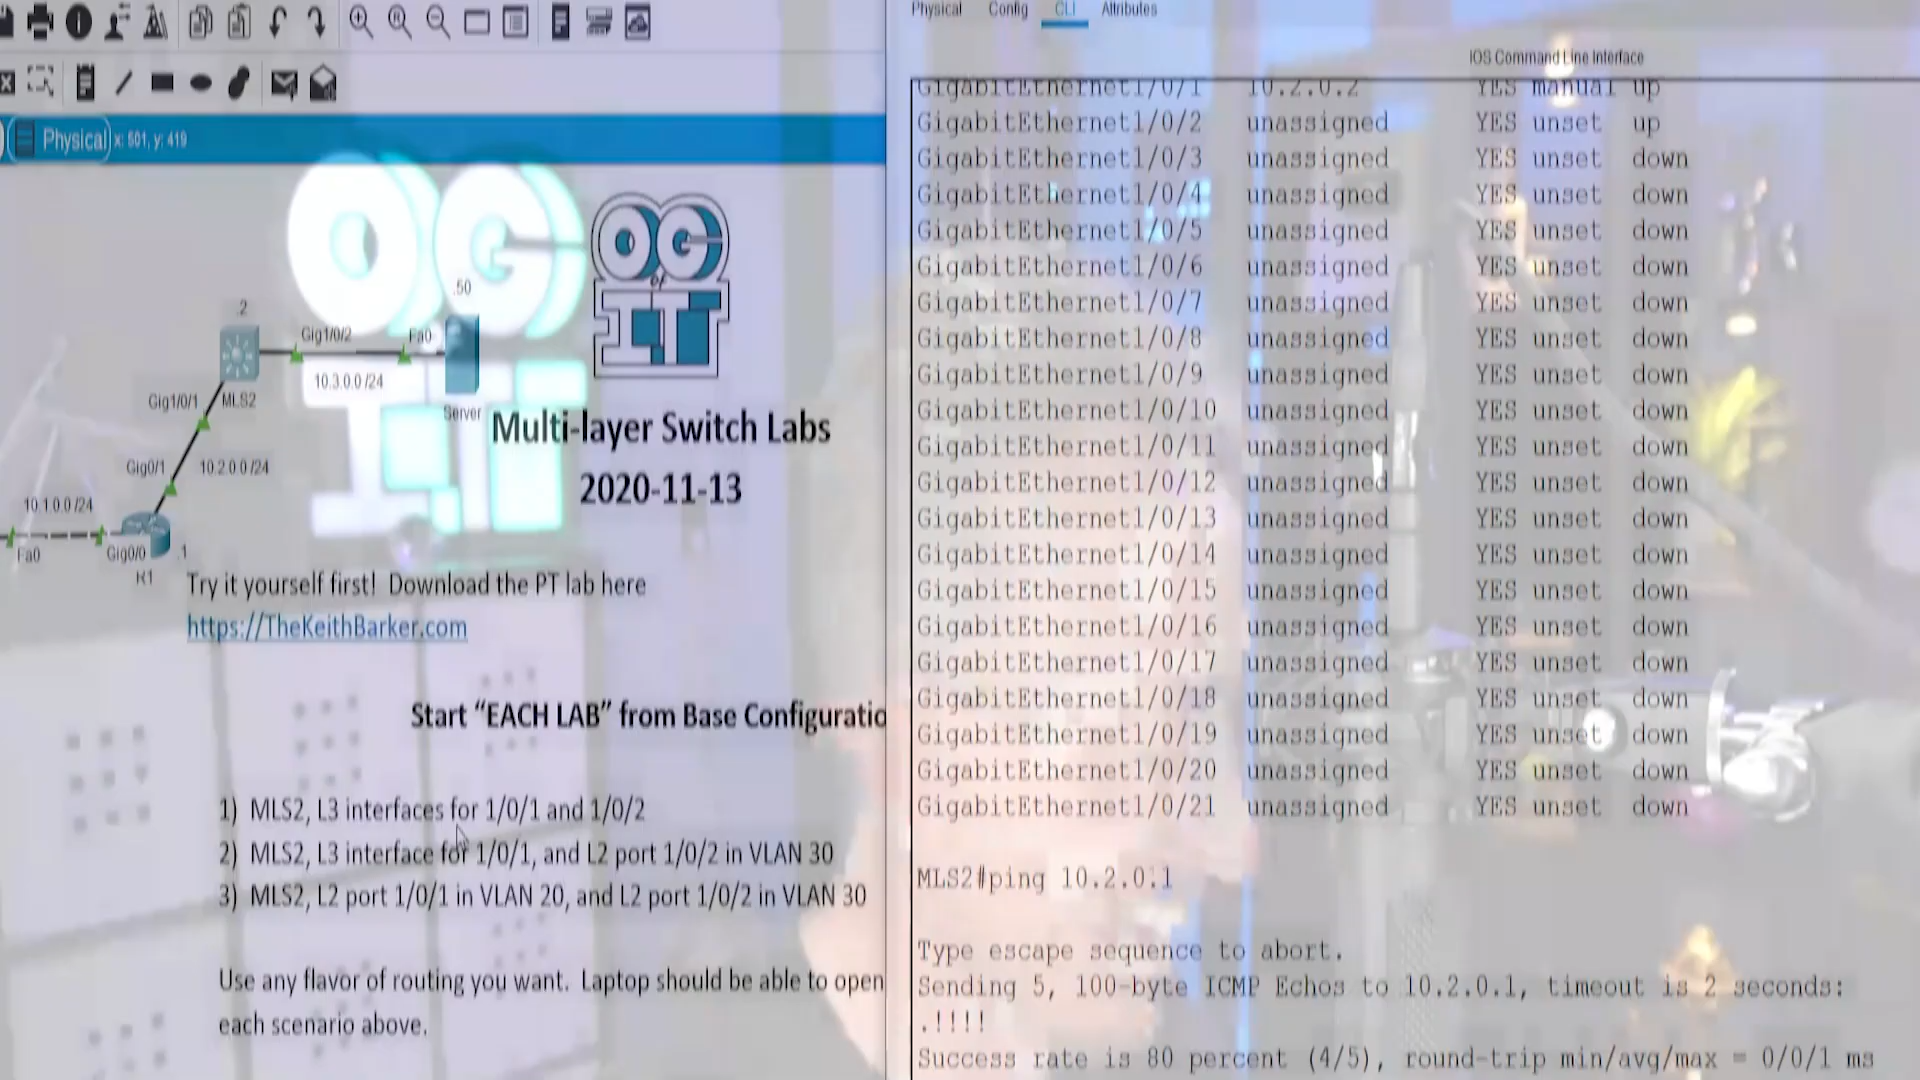 Physical Config CLI Attributes
IOS Command Line Interface
Physical x: 501, y: 419
OG
IT
OG
of
IT
.50
.2
Gig1/0/2
Fa0
10.3.0.0/24
Gig1/0/1
MLS2
Server
Gig0/1
10.2.0.0/24
10.1.0.0/24
Fa0
Gig0/0
.1
R1
Multi-layer Switch Labs
2020-11-13
Try it yourself first! Download the PT lab here
https://TheKeithBarker.com
Start “EACH LAB” from Base Configuratio
1) MLS2, L3 interfaces for 1/0/1 and 1/0/2
2) MLS2, L3 interface for 1/0/1, and L2 port 1/0/2 in VLAN 30
3) MLS2, L2 port 1/0/1 in VLAN 20, and L2 port 1/0/2 in VLAN 30
Use any flavor of routing you want. Laptop should be able to open
each scenario above.
GigabitEthernet1/0/1 10.2.0.2 YES manual up
GigabitEthernet1/0/2 unassigned YES unset up
GigabitEthernet1/0/3 unassigned YES unset down
GigabitEthernet1/0/4 unassigned YES unset down
GigabitEthernet1/0/5 unassigned YES unset down
GigabitEthernet1/0/6 unassigned YES unset down
GigabitEthernet1/0/7 unassigned YES unset down
GigabitEthernet1/0/8 unassigned YES unset down
GigabitEthernet1/0/9 unassigned YES unset down
GigabitEthernet1/0/10 unassigned YES unset down
GigabitEthernet1/0/11 unassigned YES unset down
GigabitEthernet1/0/12 unassigned YES unset down
GigabitEthernet1/0/13 unassigned YES unset down
GigabitEthernet1/0/14 unassigned YES unset down
GigabitEthernet1/0/15 unassigned YES unset down
GigabitEthernet1/0/16 unassigned YES unset down
GigabitEthernet1/0/17 unassigned YES unset down
GigabitEthernet1/0/18 unassigned YES unset down
GigabitEthernet1/0/19 unassigned YES unset down
GigabitEthernet1/0/20 unassigned YES unset down
GigabitEthernet1/0/21 unassigned YES unset down
MLS2#ping 10.2.0.1
Type escape sequence to abort.
Sending 5, 100-byte ICMP Echos to 10.2.0.1, timeout is 2 seconds:
.!!!!
Success rate is 80 percent (4/5), round-trip min/avg/max = 0/0/1 ms